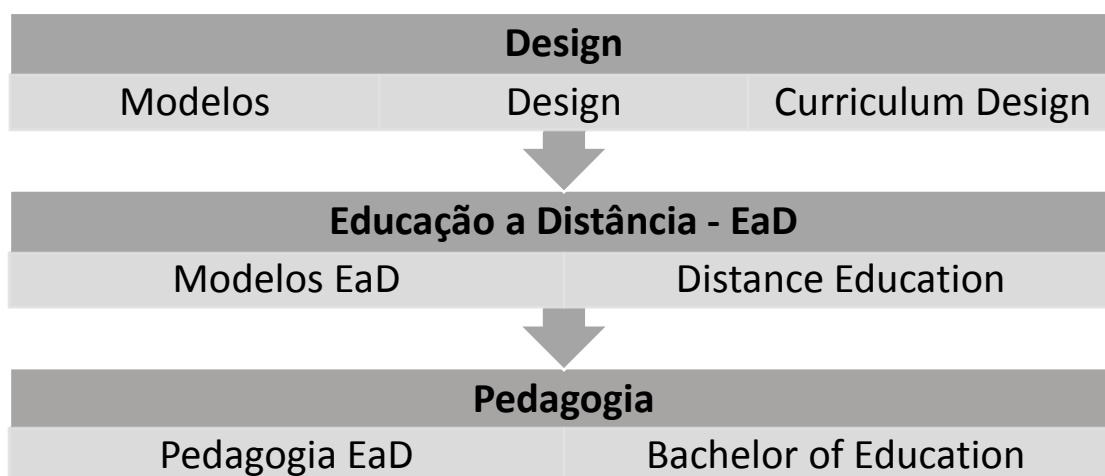 Design
Modelos Design Curriculum Design
Educação a Distância - EaD
Modelos EaD Distance Education
Pedagogia
Pedagogia EaD Bachelor of Education